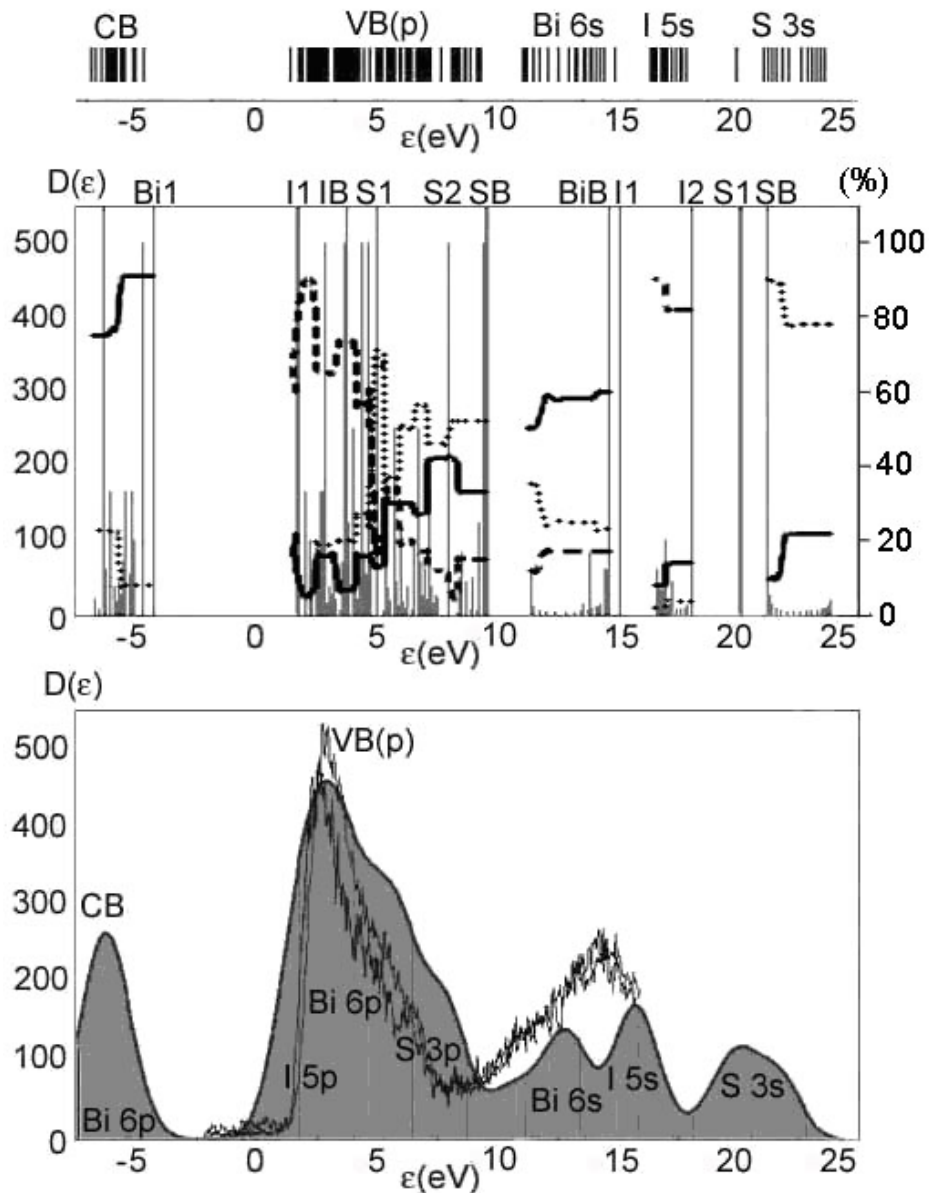 CB VB(p) Bi 6s I 5s S 3s
-5 0 5 10 15 20 25
ε(eV)
D(ε) Bi1 I1 IB S1 S2 SB BiB I1 I2 S1 SB (%)
500 100
400 80
300 60
200 40
100 20
0 0
-5 0 5 10 15 20 25
ε(eV)
D(ε)
500 VB(p)
400
300 CB
200
Bi 6p
100 S 3p
I 5p Bi 6s I 5s S 3s
0 Bi 6p
-5 0 5 10 15 20 25
ε(eV)